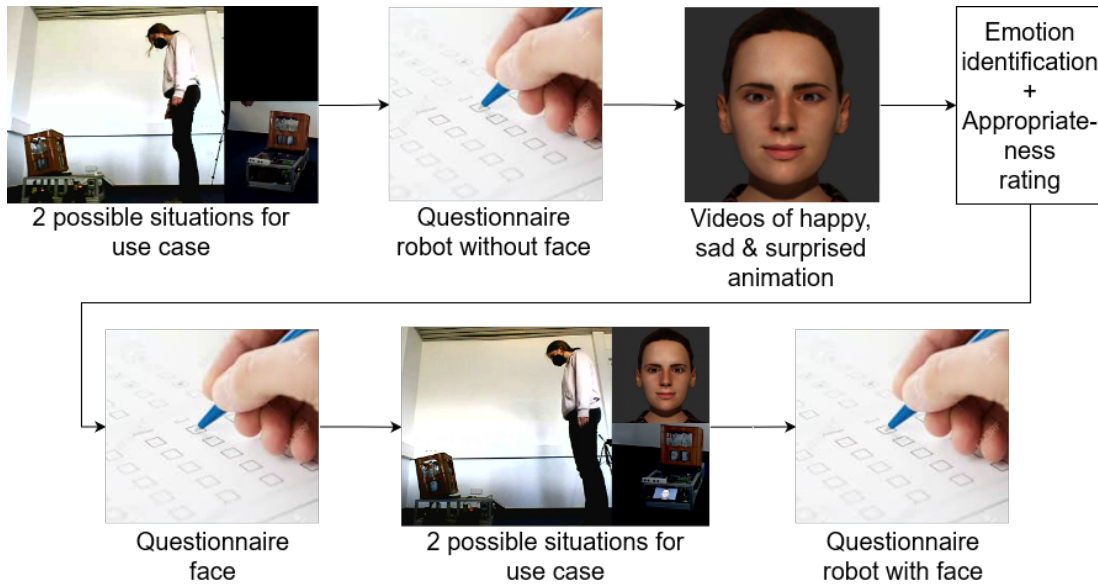 2 possible situations for
use case
Questionnaire
robot without face
Videos of happy,
sad & surprised
animation
Emotion
identification
+
Appropriate-
ness
rating
Questionnaire
face
2 possible situations for
use case
Questionnaire
robot with face